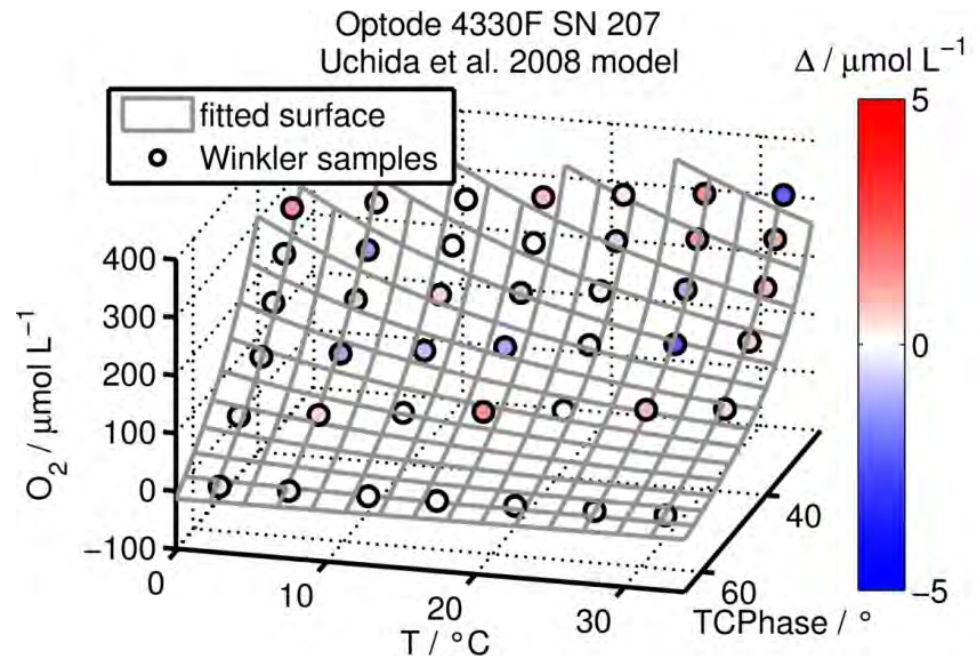 Optode 4330F SN 207
Uchida et al. 2008 model
Δ / μmol L⁻¹
fitted surface
Winkler samples
5
0
−5
400
300
200
100
0
−100
O₂ / μmol L⁻¹
0
10
20
30
T / °C
40
60
TCPhase / °